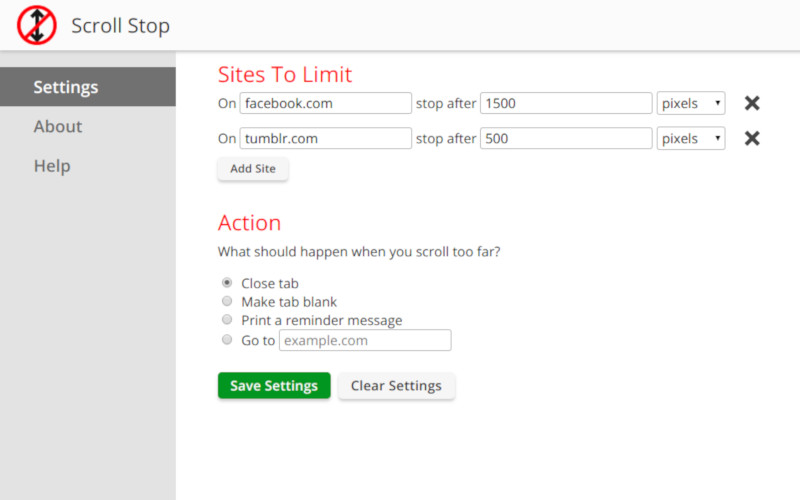 Scroll Stop
Settings
About
Help
Sites To Limit
On facebook.com stop after 1500 pixels
On tumblr.com stop after 500 pixels
Add Site
Action
What should happen when you scroll too far?
Close tab
Make tab blank
Print a reminder message
Go to example.com
Save Settings Clear Settings